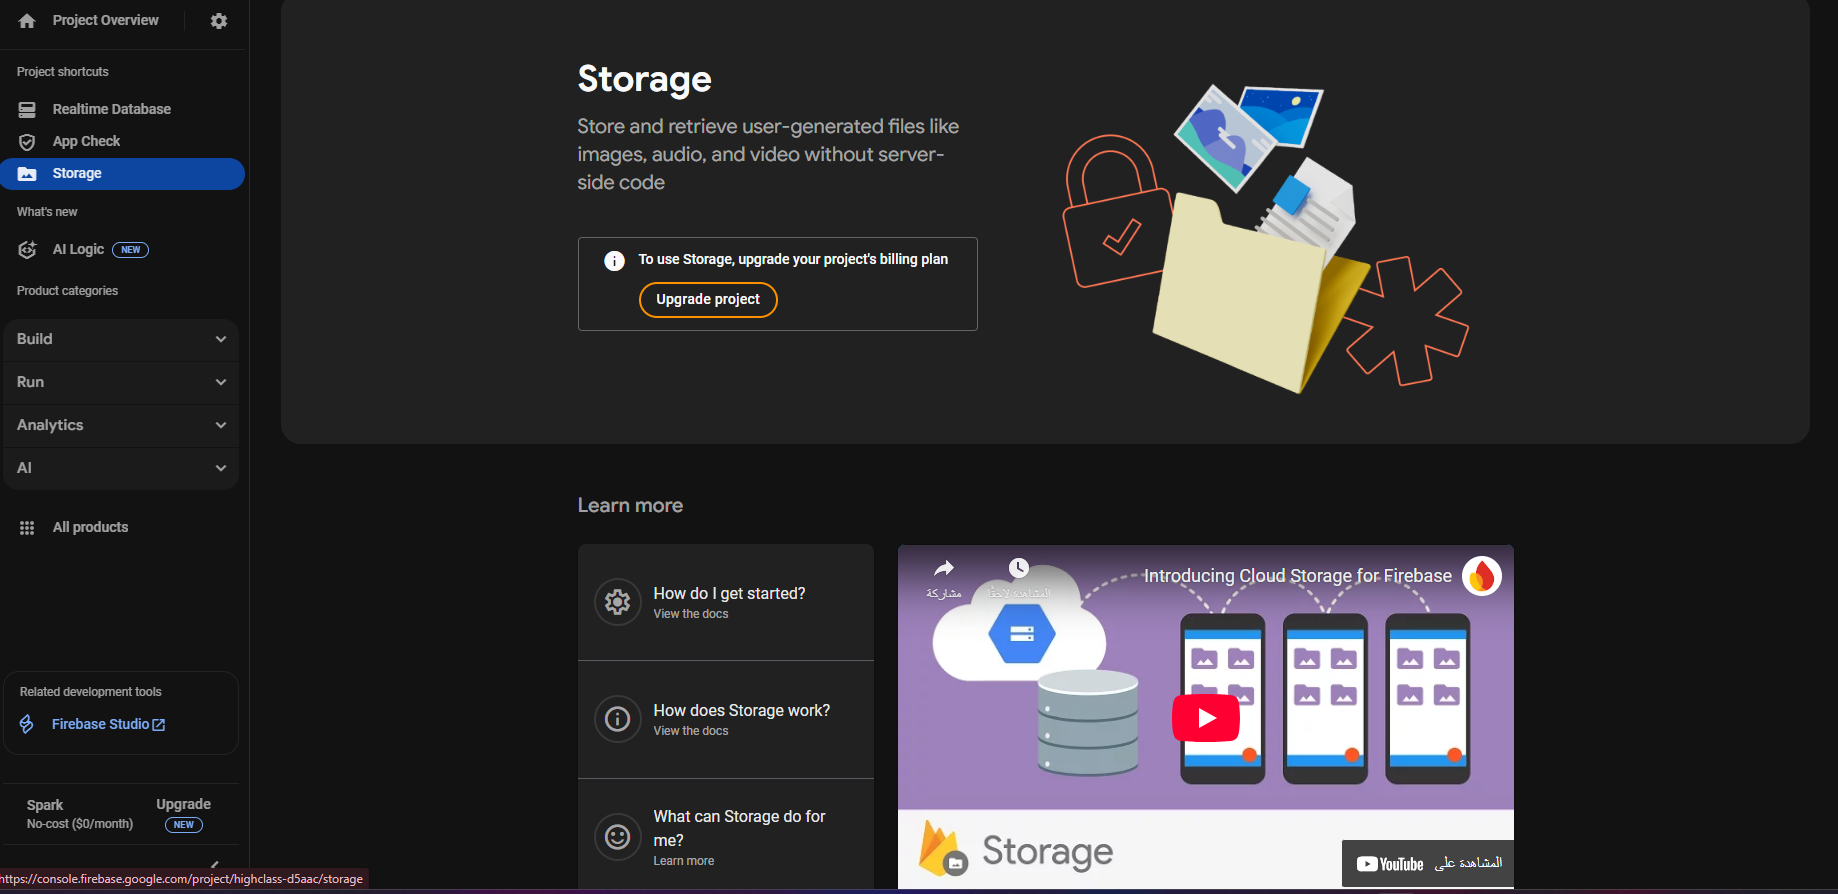 Project Overview
Project shortcuts
Realtime Database
App Check
Storage
What's new
AI Logic NEW
Product categories
Build
Run
Analytics
AI
All products
Related development tools
Firebase Studio
Spark
No-cost ($0/month)
Upgrade
NEW
https://console.firebase.google.com/project/highclass-d5aac/storage
Storage
Store and retrieve user-generated files like
images, audio, and video without server-
side code
To use Storage, upgrade your project's billing plan
Upgrade project
Learn more
How do I get started?
View the docs
How does Storage work?
View the docs
What can Storage do for
me?
Learn more
Introducing Cloud Storage for Firebase
مشاركة
المشاهدة لاحقًا
Storage
المشاهدة على YouTube